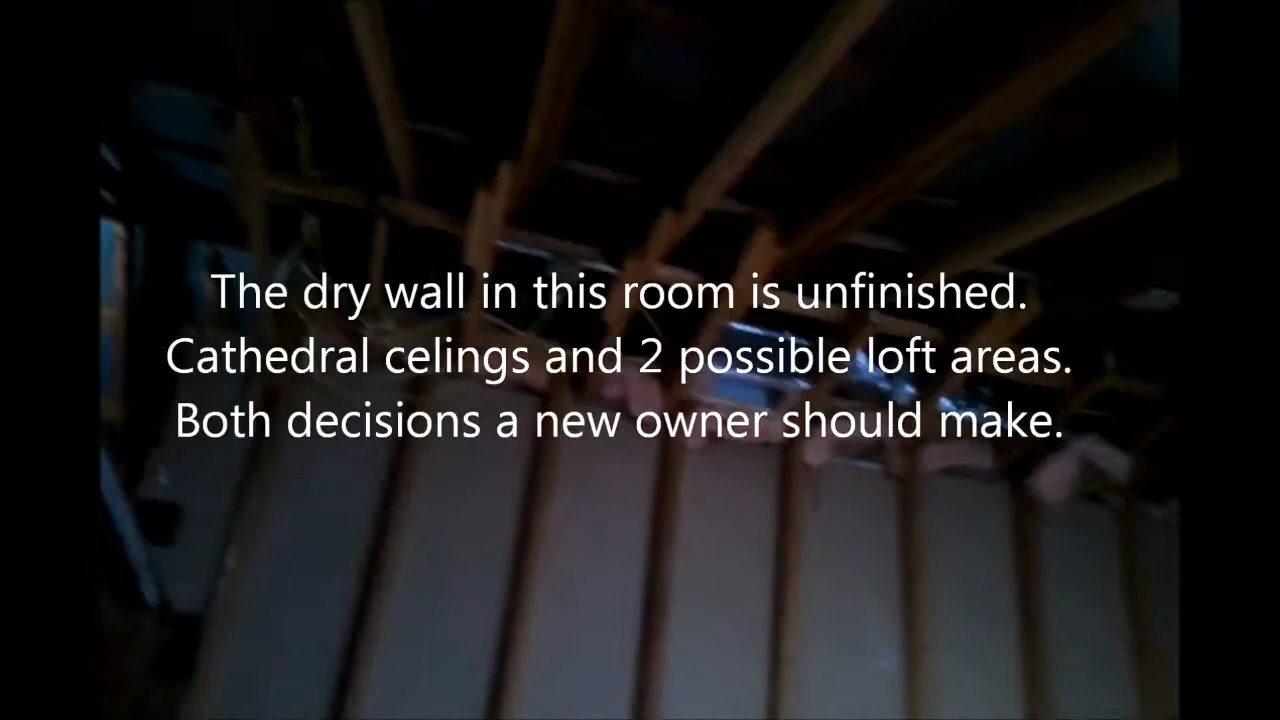 The dry wall in this room is unfinished.
Cathedral celings and 2 possible loft areas.
Both decisions a new owner should make.